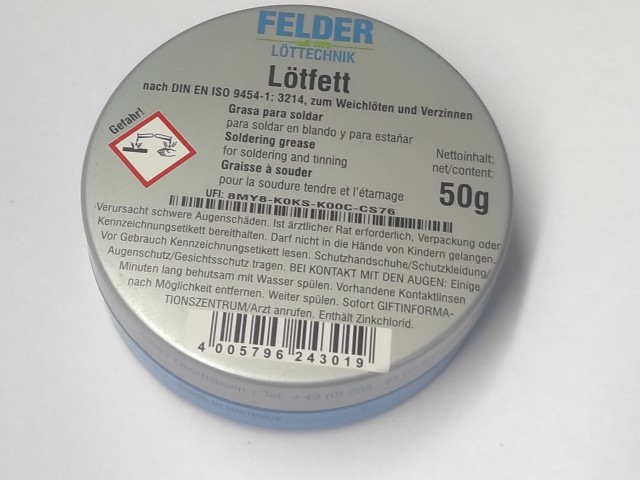 FELDER
LÖTTECHNIK
Lötfett
nach DIN EN ISO 9454-1: 3214, zum Weichlöten und Verzinnen
Gefahr!
Grasa para soldar
para soldar en blando y para estañar
Soldering grease
for soldering and tinning
Graisse à souder
pour la soudure tendre et l'étamage
Nettoinhalt:
net/content:
50g
UFI: 8MY8-K0KS-K00C-CS76
Verursacht schwere Augenschäden. Ist ärztlicher Rat erforderlich, Verpackung oder
Kennzeichnungsetikett bereithalten. Darf nicht in die Hände von Kindern gelangen.
Vor Gebrauch Kennzeichnungsetikett lesen. Schutzhandschuhe/Schutzkleidung/
Augenschutz/Gesichtsschutz tragen. BEI KONTAKT MIT DEN AUGEN: Einige
Minuten lang behutsam mit Wasser spülen. Vorhandene Kontaktlinsen
nach Möglichkeit entfernen. Weiter spülen. Sofort GIFTINFORMA-
TIONSZENTRUM/Arzt anrufen. Enthält Zinkchlorid.
4 005796 243019